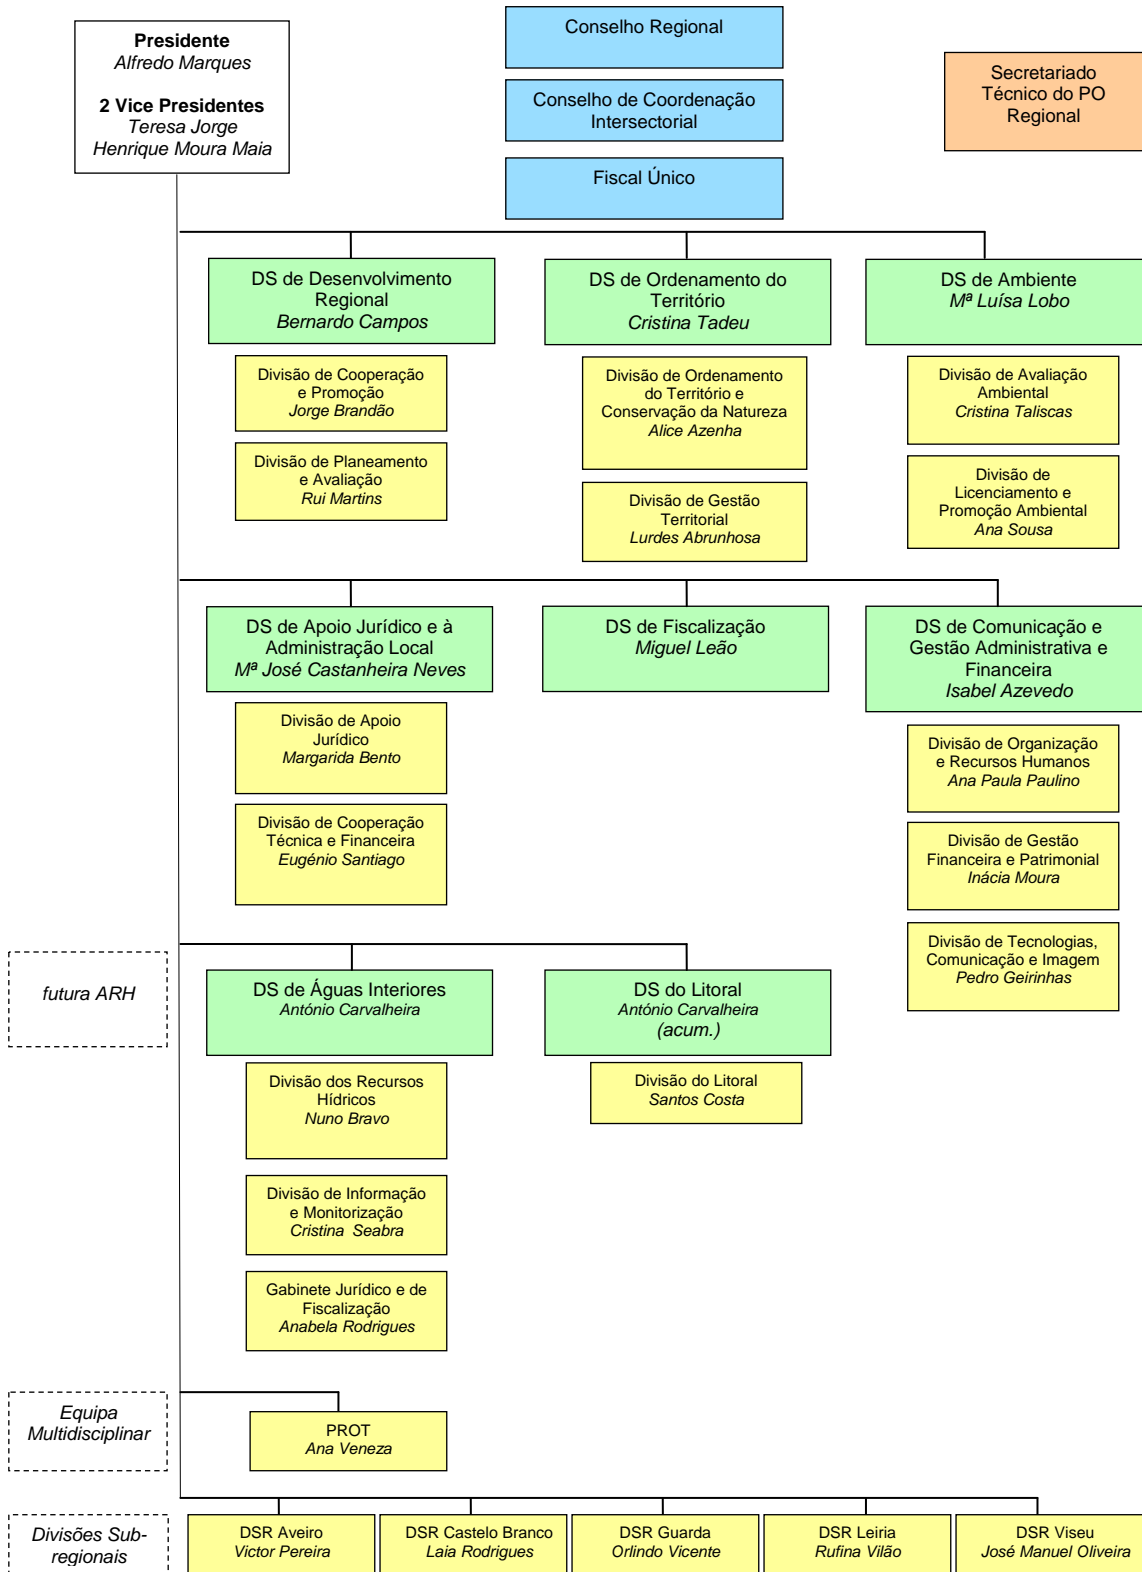 Presidente
Alfredo Marques
2 Vice Presidentes
Teresa Jorge
Henrique Moura Maia
Conselho Regional
Conselho de Coordenação
Intersectorial
Fiscal Único
Secretariado
Técnico do PO
Regional
DS de Desenvolvimento
Regional
Bernardo Campos
DS de Ordenamento do
Território
Cristina Tadeu
DS de Ambiente
Mª Luísa Lobo
Divisão de Cooperação
e Promoção
Jorge Brandão
Divisão de Planeamento
e Avaliação
Rui Martins
Divisão de Ordenamento
do Território e
Conservação da Natureza
Alice Azenha
Divisão de Gestão
Territorial
Lurdes Abrunhosa
Divisão de Avaliação
Ambiental
Cristina Taliscas
Divisão de
Licenciamento e
Promoção Ambiental
Ana Sousa
DS de Apoio Jurídico e à
Administração Local
Mª José Castanheira Neves
DS de Fiscalização
Miguel Leão
DS de Comunicação e
Gestão Administrativa e
Financeira
Isabel Azevedo
Divisão de Apoio
Jurídico
Margarida Bento
Divisão de Cooperação
Técnica e Financeira
Eugénio Santiago
Divisão de Organização
e Recursos Humanos
Ana Paula Paulino
Divisão de Gestão
Financeira e Patrimonial
Inácia Moura
Divisão de Tecnologias,
Comunicação e Imagem
Pedro Geirinhas
futura ARH
DS de Águas Interiores
António Carvalheira
DS do Litoral
António Carvalheira
(acum.)
Divisão dos Recursos
Hídricos
Nuno Bravo
Divisão do Litoral
Santos Costa
Divisão de Informação
e Monitorização
Cristina Seabra
Gabinete Jurídico e de
Fiscalização
Anabela Rodrigues
Equipa
Multidisciplinar
PROT
Ana Veneza
Divisões Sub-
regionais
DSR Aveiro
Victor Pereira
DSR Castelo Branco
Laia Rodrigues
DSR Guarda
Orlindo Vicente
DSR Leiria
Rufina Vilão
DSR Viseu
José Manuel Oliveira